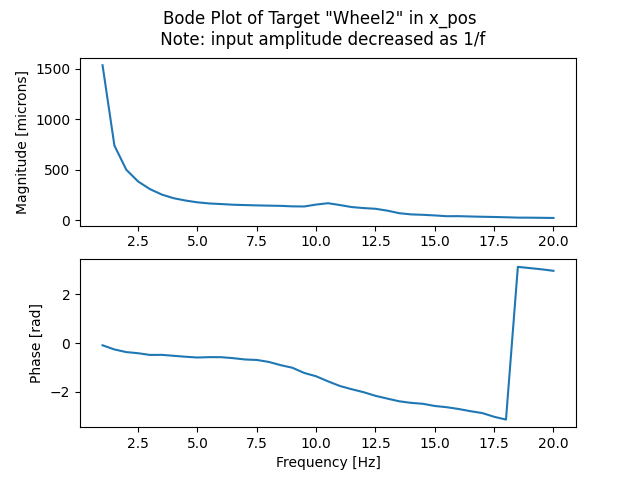 Bode Plot of Target "Wheel2" in x_pos
Note: input amplitude decreased as 1/f
Magnitude [microns]
1500
1000
500
0
2.5 5.0 7.5 10.0 12.5 15.0 17.5 20.0
Phase [rad]
2
0
−2
2.5 5.0 7.5 10.0 12.5 15.0 17.5 20.0
Frequency [Hz]